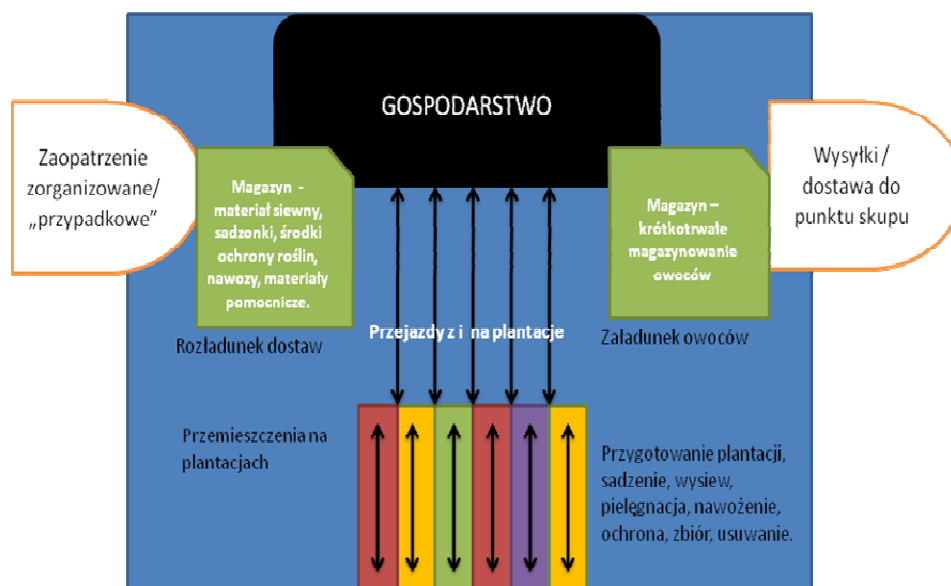 GOSPODARSTWO
Zaopatrzenie
zorganizowane/
„przypadkowe”
Magazyn -
materiał siewny,
sadzonki, środki
ochrony roślin,
nawozy, materiały
pomocnicze.
Rozładunek dostaw
Przejazdy z i na plantacje
Magazyn –
krótkotrwałe
magazynowanie
owoców
Wysyłki /
dostawa do
punktu skupu
Załadunek owoców
Przemieszczenia na
plantacjach
Przygotowanie plantacji,
sadzenie, wysiew,
pielęgnacja, nawożenie,
ochrona, zbiór, usuwanie.